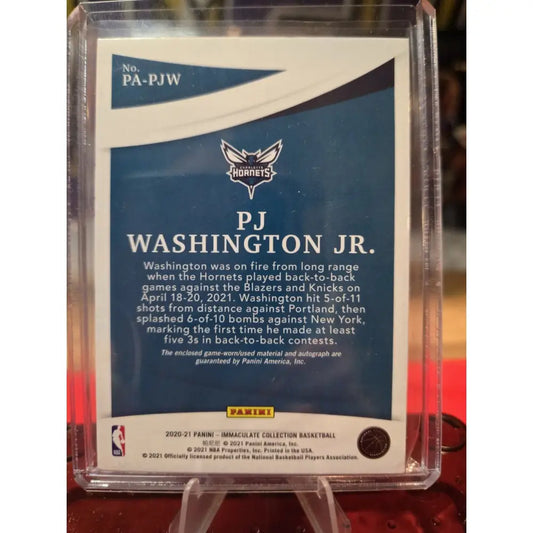 No.
PA-PJW
CHARLOTTE
HORNETS
PJ
WASHINGTON JR.
Washington was on fire from long range
when the Hornets played back-to-back
games against the Blazers and Knicks on
April 18-20, 2021. Washington hit 5-of-11
shots from distance against Portland, then
splashed 6-of-10 bombs against New York,
marking the first time he made at least
five 3s in back-to-back contests.
The enclosed game-worn/used material and autograph are
guaranteed by Panini America, Inc.
PANINI
2020-21 PANINI – IMMACULATE COLLECTION BASKETBALL
帕尼尼 © 2021 Panini America, Inc.
© 2021 NBA Properties, Inc. Printed in the USA.
© 2021 Officially licensed product of the National Basketball Players Association.
NBA